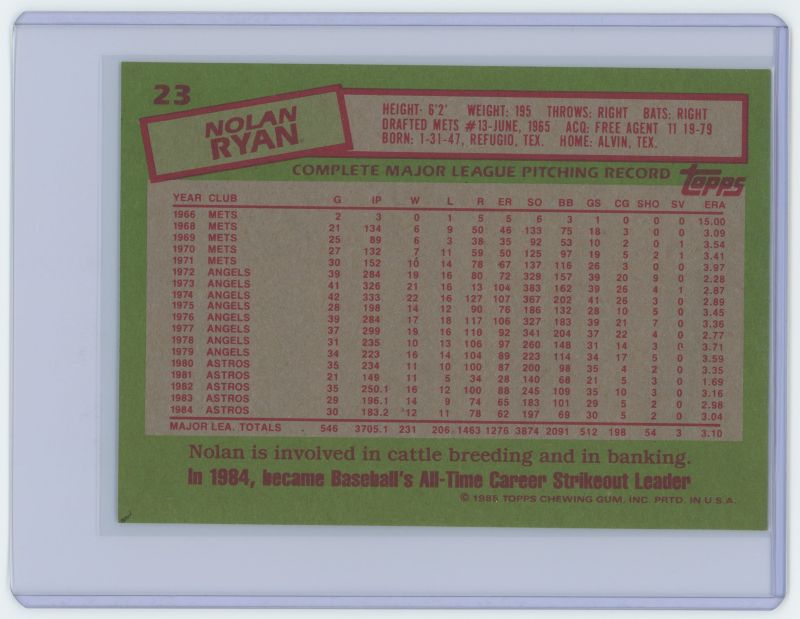 23
NOLAN RYAN
HEIGHT- 6'2' WEIGHT: 195 THROWS: RIGHT BATS: RIGHT
DRAFTED METS #13-JUNE, 1965 ACQ: FREE AGENT 11 19-79
BORN: 1-31-47, REFUGIO, TEX. HOME: ALVIN, TEX.
COMPLETE MAJOR LEAGUE PITCHING RECORD
Topps
YEAR CLUB G IP W L R ER SO BB GS CG SHO SV ERA
1966 METS 2 3 0 1 5 5 6 3 1 0 0 0 15.00
1968 METS 21 134 6 9 50 46 133 75 18 3 0 0 3.09
1969 METS 25 89 6 3 38 35 92 53 10 2 0 1 3.54
1970 METS 27 132 7 11 59 50 125 97 19 5 2 1 3.41
1971 METS 30 152 10 14 78 67 137 116 26 3 0 0 3.97
1972 ANGELS 39 284 19 16 80 72 329 157 39 20 9 0 2.28
1973 ANGELS 41 326 21 16 113 104 383 162 39 26 4 1 2.87
1974 ANGELS 42 333 22 16 127 107 367 202 41 26 3 0 2.89
1975 ANGELS 28 198 14 12 90 76 186 132 28 10 5 0 3.45
1976 ANGELS 39 284 17 18 117 106 327 183 39 21 7 0 3.36
1977 ANGELS 37 299 19 16 118 92 341 204 37 22 4 0 2.77
1978 ANGELS 31 235 10 13 106 97 260 148 31 14 3 0 3.71
1979 ANGELS 34 223 16 14 104 89 223 114 34 17 5 0 3.59
1980 ASTROS 35 234 11 10 100 87 200 98 35 4 2 0 3.35
1981 ASTROS 21 149 11 5 34 28 140 68 21 5 3 0 1.69
1982 ASTROS 35 250.1 16 12 100 88 245 109 35 10 3 0 3.16
1983 ASTROS 29 196.1 14 9 74 65 183 101 29 5 2 0 2.98
1984 ASTROS 30 183.2 12 11 78 62 197 69 30 5 2 0 3.04
MAJOR LEA. TOTALS 546 3705.1 231 206 1463 1276 3874 2091 512 198 54 3 3.10
Nolan is involved in cattle breeding and in banking.
In 1984, became Baseball's All-Time Career Strikeout Leader
© 1985 TOPPS CHEWING GUM, INC. PRTD. IN U.S.A.